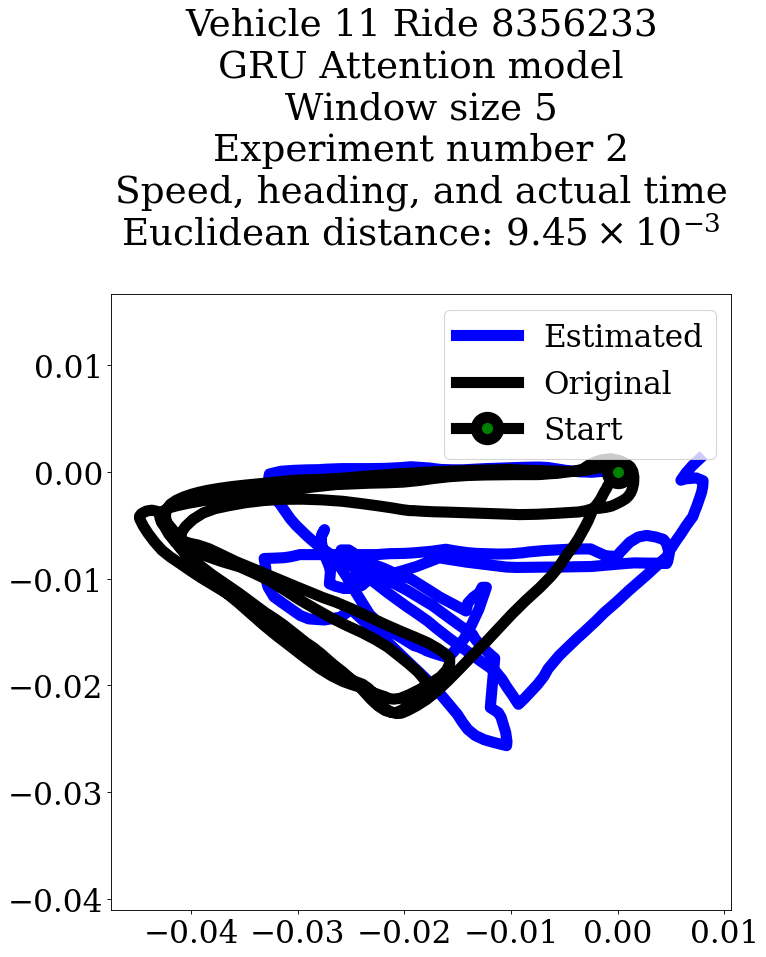 Vehicle 11 Ride 8356233
GRU Attention model
Window size 5
Experiment number 2
Speed, heading, and actual time
Euclidean distance: 9.45 × 10⁻³
Estimated
Original
Start
0.01
0.00
−0.01
−0.02
−0.03
−0.04
−0.04 −0.03 −0.02 −0.01 0.00 0.01